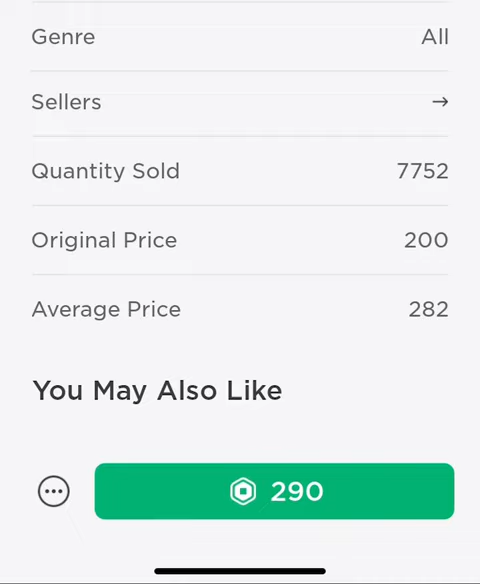 Genre All
Sellers →
Quantity Sold 7752
Original Price 200
Average Price 282
You May Also Like
290